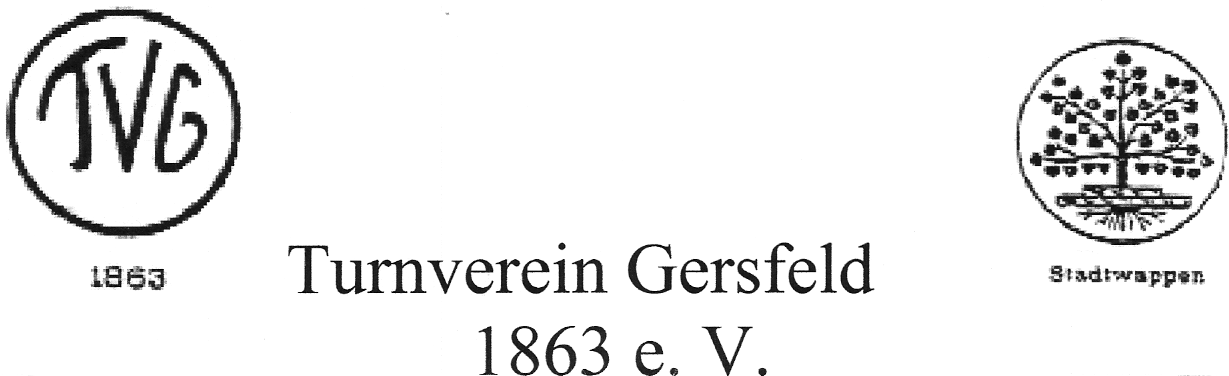 TVG
1863
Stadtwappen
Turnverein Gersfeld
1863 e. V.